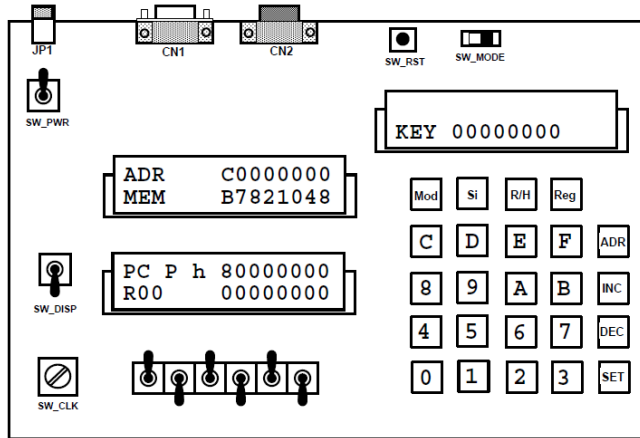 JP1 CN1 CN2 SW_RST SW_MODE
SW_PWR
KEY 00000000
ADR C0000000
MEM B7821048
PC P h 80000000
R00 00000000
SW_DISP
SW_CLK
Mod Si R/H Reg
C D E F ADR
8 9 A B INC
4 5 6 7 DEC
0 1 2 3 SET